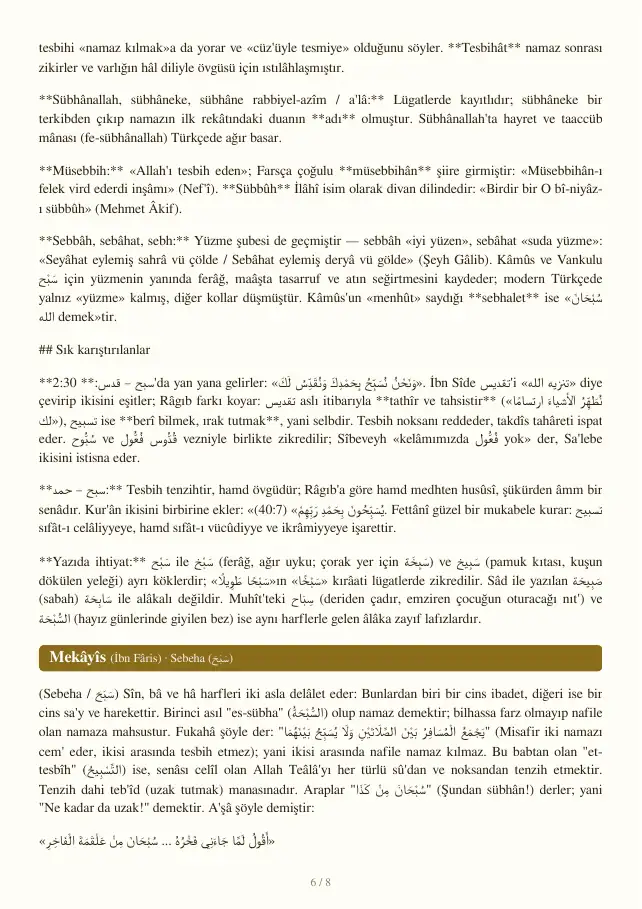 tesbihi «namaz kılmak»a da yorar ve «cüz'üyle tesmiye» olduğunu söyler. **Tesbihât** namaz sonrası
zikirler ve varlığın hâl diliyle övgüsü için ıstılâhlaşmıştır.
**Sübhânallah, sübhâneke, sübhâne rabbiyel-azîm / a'lâ:** Lügatlerde kayıtlıdır; sübhâneke bir
terkibden çıkıp namazın ilk rekâtındaki duanın **adı** olmuştur. Sübhânallah'ta hayret ve taaccüb
mânası (fe-sübhânallah) Türkçede ağır basar.
**Müsebbih:** «Allah'ı tesbih eden»; Farsça çoğulu **müsebbihân** şiire girmiştir: «Müsebbihân-ı
felek vird ederdi inşâmı» (Nef'î). **Sübbûh** İlâhî isim olarak divan dilindedir: «Birdir bir O bî-niyâz-
ı sübbûh» (Mehmet Âkif).
**Sebbâh, sebâhat, sebh:** Yüzme şubesi de geçmiştir — sebbâh «iyi yüzen», sebâhat «suda yüzme»:
«Seyâhat eylemiş sahrâ vü çölde / Sebâhat eylemiş deryâ vü gölde» (Şeyh Gâlib). Kâmûs ve Vankulu
سَبْح için yüzmenin yanında ferâğ, maâşta tasarruf ve atın seğirtmesini kaydeder; modern Türkçede
yalnız «yüzme» kalmış, diğer kollar düşmüştür. Kâmûs'un «menhût» saydığı **sebhalet** ise «سُبْحَانَ
الله demek»tir.
## Sık karıştırılanlar
**سبح – قدس:** 2:30'da yan yana gelirler: «وَنَحْنُ نُسَبِّحُ بِحَمْدِكَ وَنُقَدِّسُ لَكَ». İbn Sîde تقديس'i «تنزيه الله» diye
çevirip ikisini eşitler; Râgıb farkı koyar: تقديس aslı itibarıyla **tathîr ve tahsistir** («نُطَهِّرُ الأشياءَ ارتسامًا
لك»), تسبيح ise **berî bilmek, ırak tutmak**, yani selbdir. Tesbih noksanı reddeder, takdîs tahâreti ispat
eder. سُبُّوح ve قُدُّوس فُعُّول vezniyle birlikte zikredilir; Sîbeveyh «kelâmımızda فُعُّول yok» der, Sa'lebe
ikisini istisna eder.
**سبح – حمد:** Tesbih tenzihtir, hamd övgüdür; Râgıb'a göre hamd medhten husûsî, şükürden âmm bir
senâdır. Kur'ân ikisini birbirine ekler: «يُسَبِّحُونَ بِحَمْدِ رَبِّهِمْ» (40:7). Fettânî güzel bir mukabele kurar: تسبيح
sıfât-ı celâliyyeye, hamd sıfât-ı vücûdiyye ve ikrâmiyyeye işarettir.
**Yazıda ihtiyat:** سَبْح ile سَبْخ (ferâğ, ağır uyku; çorak yer için سَبِخَة) ve سَبِيخ (pamuk kıtası, kuşun
dökülen yeleği) ayrı köklerdir; «سَبْحًا طَوِيلًا»ın «سَبْخًا» kırâati lügatlerde zikredilir. Sâd ile yazılan صَبِيحَة
(sabah) سَابِحَة ile alâkalı değildir. Muhît'teki سِبَاح (deriden çadır, emziren çocuğun oturacağı nıt') ve
السُّبْحَة (hayız günlerinde giyilen bez) ise aynı harflerle gelen âlâka zayıf lafızlardır.
Mekâyîs (İbn Fâris) · Sebeha (سَبَحَ)
(Sebeha / سَبَحَ) Sîn, bâ ve hâ harfleri iki asla delâlet eder: Bunlardan biri bir cins ibadet, diğeri ise bir
cins sa'y ve harekettir. Birinci asıl "es-sübha" (السُّبْحَةُ) olup namaz demektir; bilhassa farz olmayıp nafile
olan namaza mahsustur. Fukahâ şöyle der: "يَجْمَعُ الْمُسَافِرُ بَيْنَ الصَّلَاتَيْنِ وَلَا يُسَبِّحُ بَيْنَهُمَا" (Misafir iki namazı
cem' eder, ikisi arasında tesbih etmez); yani ikisi arasında nafile namaz kılmaz. Bu babtan olan "et-
tesbîh" (التَّسْبِيحُ) ise, senâsı celîl olan Allah Teâlâ'yı her türlü sû'dan ve noksandan tenzih etmektir.
Tenzih dahi teb'îd (uzak tutmak) manasınadır. Araplar "سُبْحَانَ مِنْ كَذَا" (Şundan sübhân!) derler; yani
"Ne kadar da uzak!" demektir. A'şâ şöyle demiştir:
«أَقُولُ لَمَّا جَاءَنِي فَخْرُهُ ... سُبْحَانَ مِنْ عَلْقَمَةَ الْفَاخِرِ»
6 / 8